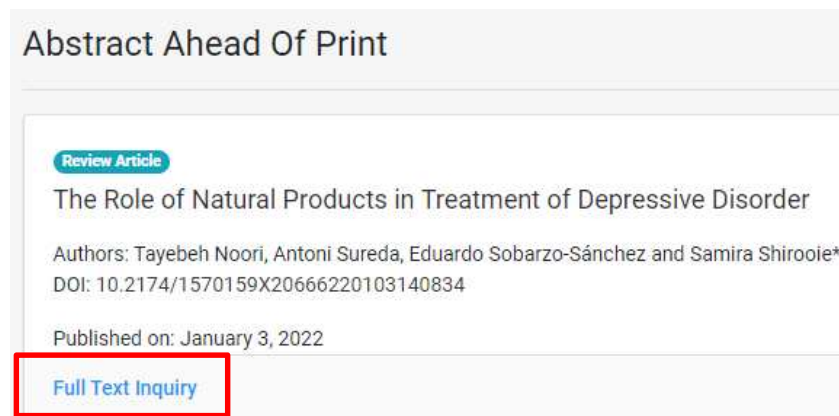 Abstract Ahead Of Print
Review Article
The Role of Natural Products in Treatment of Depressive Disorder
Authors: Tayebeh Noori, Antoni Sureda, Eduardo Sobarzo-Sánchez and Samira Shirooie*
DOI: 10.2174/1570159X20666220103140834
Published on: January 3, 2022
Full Text Inquiry